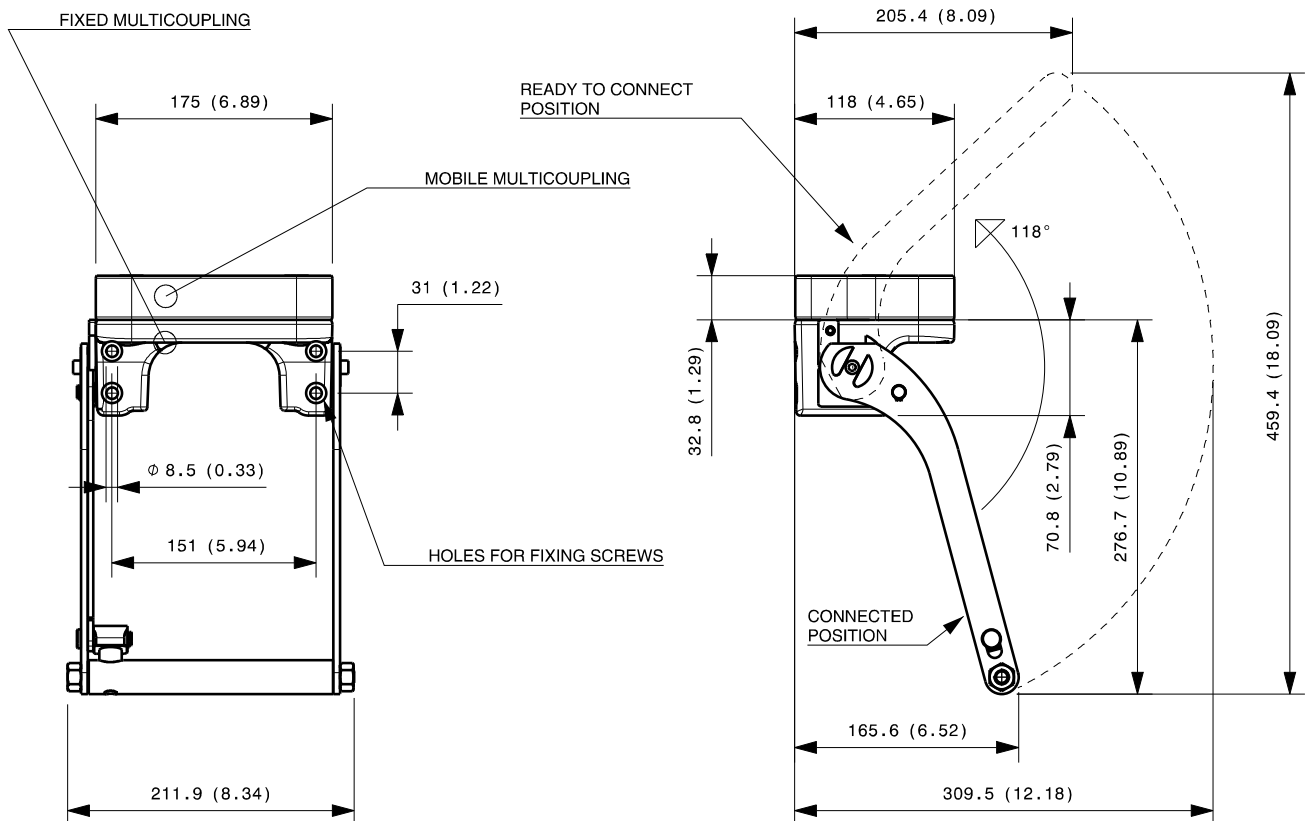 FIXED MULTICOUPLING
205.4 (8.09)
175 (6.89)
READY TO CONNECT
POSITION
118 (4.65)
MOBILE MULTICOUPLING
118°
31 (1.22)
32.8 (1.29)
459.4 (18.09)
70.8 (2.79)
276.7 (10.89)
Φ 8.5 (0.33)
151 (5.94)
HOLES FOR FIXING SCREWS
CONNECTED
POSITION
165.6 (6.52)
211.9 (8.34)
309.5 (12.18)